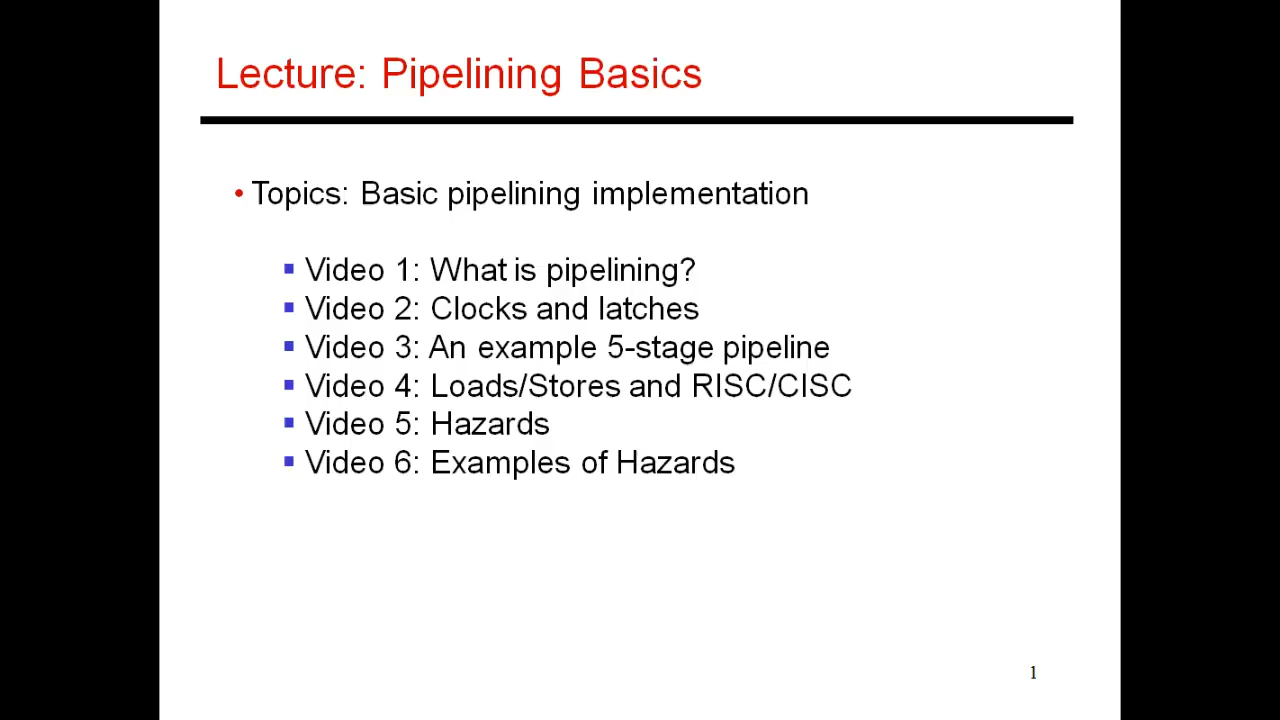 Lecture: Pipelining Basics
• Topics: Basic pipelining implementation
▪ Video 1: What is pipelining?
▪ Video 2: Clocks and latches
▪ Video 3: An example 5-stage pipeline
▪ Video 4: Loads/Stores and RISC/CISC
▪ Video 5: Hazards
▪ Video 6: Examples of Hazards
1